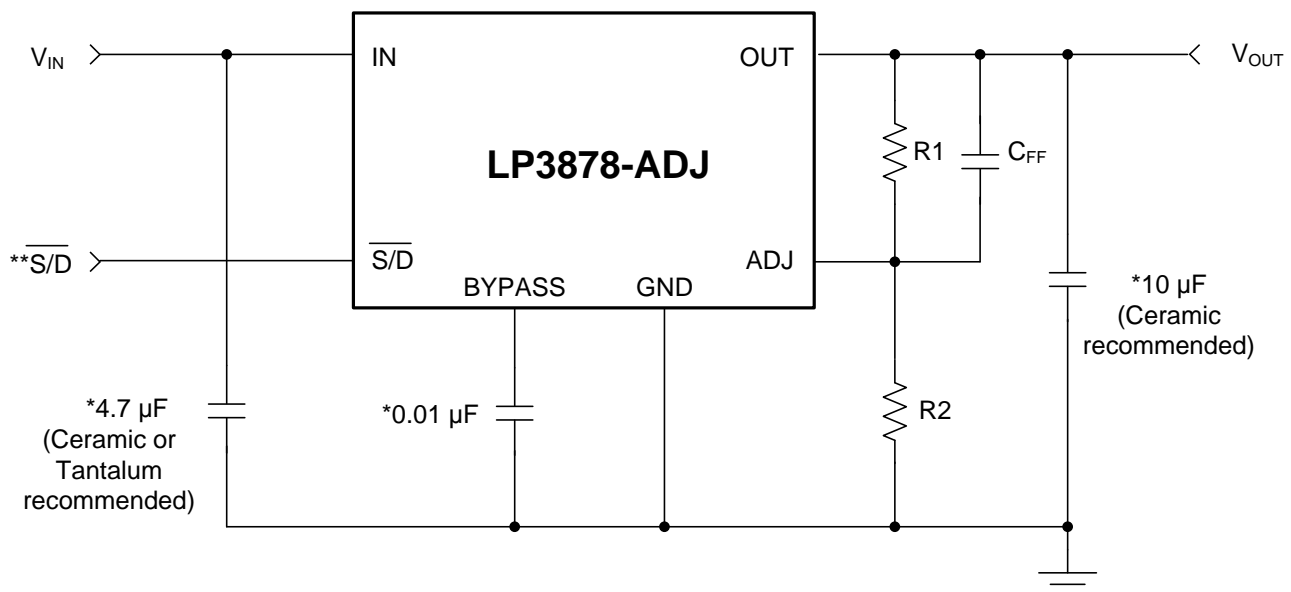 V_IN
IN
OUT
V_OUT
LP3878-ADJ
R1
C_FF
**S/D
S/D
ADJ
BYPASS
GND
*10 µF
(Ceramic
recommended)
*4.7 µF
(Ceramic or
Tantalum
recommended)
*0.01 µF
R2